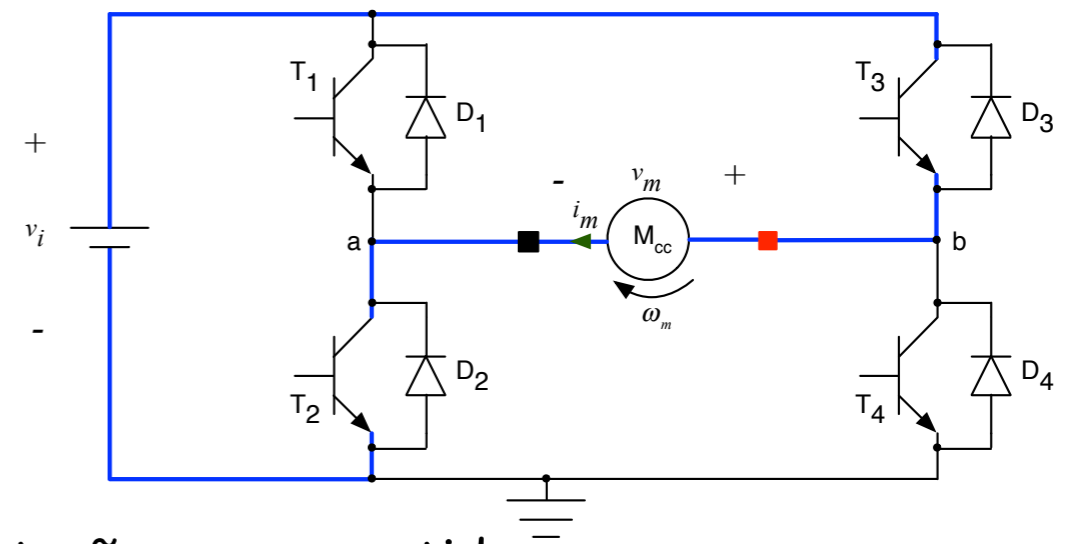 T1
D1
T3
D3
+
vi
-
-
vm
+
im
Mcc
a
b
ωm
T2
D2
T4
D4